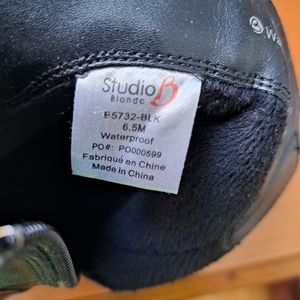 Studio B
Blondo
B5732-BLK
6.5M
Waterproof
PO#: PO000599
Fabriqué en Chine
Made in China